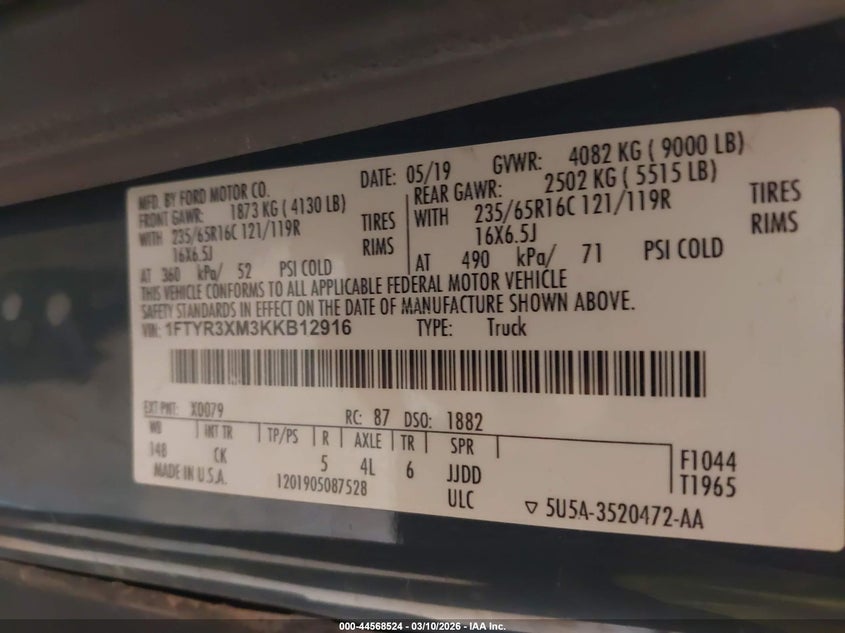 MFD. BY FORD MOTOR CO. DATE: 05/19 GVWR: 4082 KG ( 9000 LB)
FRONT GAWR: 1873 KG ( 4130 LB) REAR GAWR: 2502 KG ( 5515 LB)
WITH 235/65R16C 121/119R TIRES WITH 235/65R16C 121/119R TIRES
16X6.5J RIMS 16X6.5J RIMS
AT 360 kPa/ 52 PSI COLD AT 490 kPa/ 71 PSI COLD
THIS VEHICLE CONFORMS TO ALL APPLICABLE FEDERAL MOTOR VEHICLE
SAFETY STANDARDS IN EFFECT ON THE DATE OF MANUFACTURE SHOWN ABOVE.
VIN: 1FTYR3XM3KKB12916 TYPE: Truck
EXT PNT: X0079 RC: 87 DSO: 1882
WB INT TR TP/PS R AXLE TR SPR F1044
148 CK 5 4L 6 JJDD T1965
MADE IN U.S.A. 1201905087528 ULC ▽ 5U5A-3520472-AA
000-44568524 - 03/10/2026 - IAA Inc.